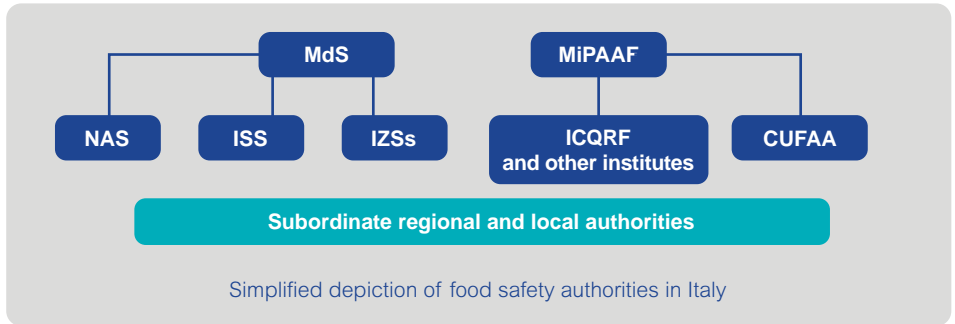 MdS
MiPAAF
NAS
ISS
IZSs
ICQRF
and other institutes
CUFAA
Subordinate regional and local authorities
Simplified depiction of food safety authorities in Italy